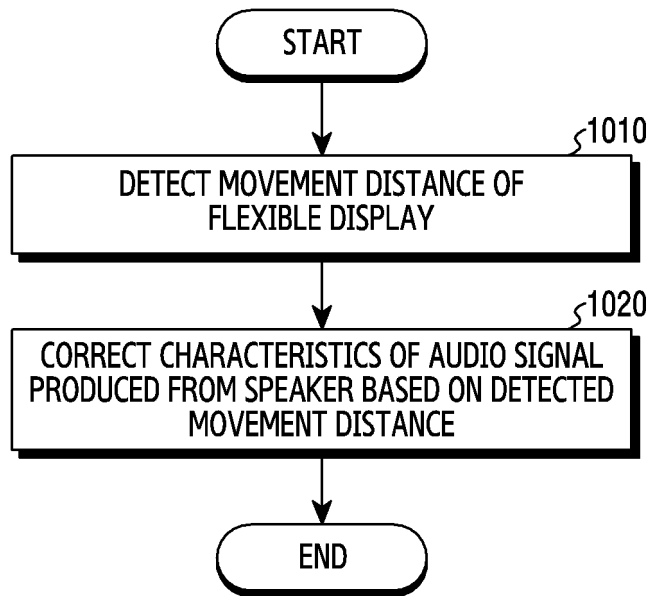 START
1010
DETECT MOVEMENT DISTANCE OF
FLEXIBLE DISPLAY
1020
CORRECT CHARACTERISTICS OF AUDIO SIGNAL
PRODUCED FROM SPEAKER BASED ON DETECTED
MOVEMENT DISTANCE
END